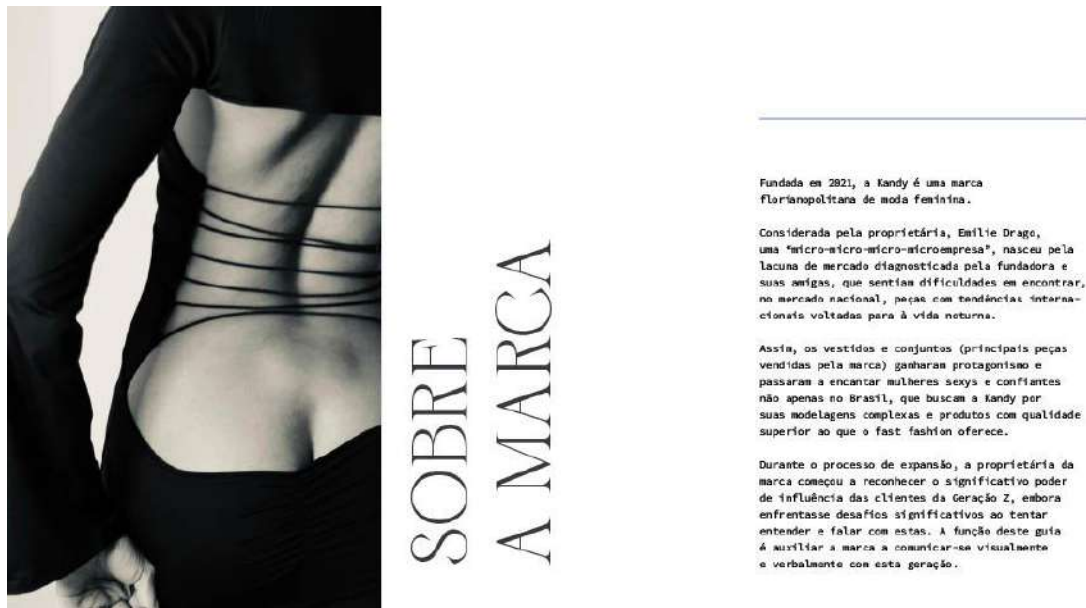 SOBRE
A MARCA
Fundada em 2021, a Kandy é uma marca
florianopolitana de moda feminina.
Considerada pela proprietária, Emilie Drago,
uma “micro-micro-micro-microempresa”, nasceu pela
lacuna de mercado diagnosticada pela fundadora e
suas amigas, que sentiam dificuldades em encontrar,
no mercado nacional, peças com tendências interna-
cionais voltadas para à vida noturna.
Assim, os vestidos e conjuntos (principais peças
vendidas pela marca) ganharam protagonismo e
passaram a encantar mulheres sexys e confiantes
não apenas no Brasil, que buscam a Kandy por
suas modelagens complexas e produtos com qualidade
superior ao que o fast fashion oferece.
Durante o processo de expansão, a proprietária da
marca começou a reconhecer o significativo poder
de influência das clientes da Geração Z, embora
enfrentasse desafios significativos ao tentar
entender e falar com estas. A função deste guia
é auxiliar a marca a comunicar-se visualmente
e verbalmente com esta geração.